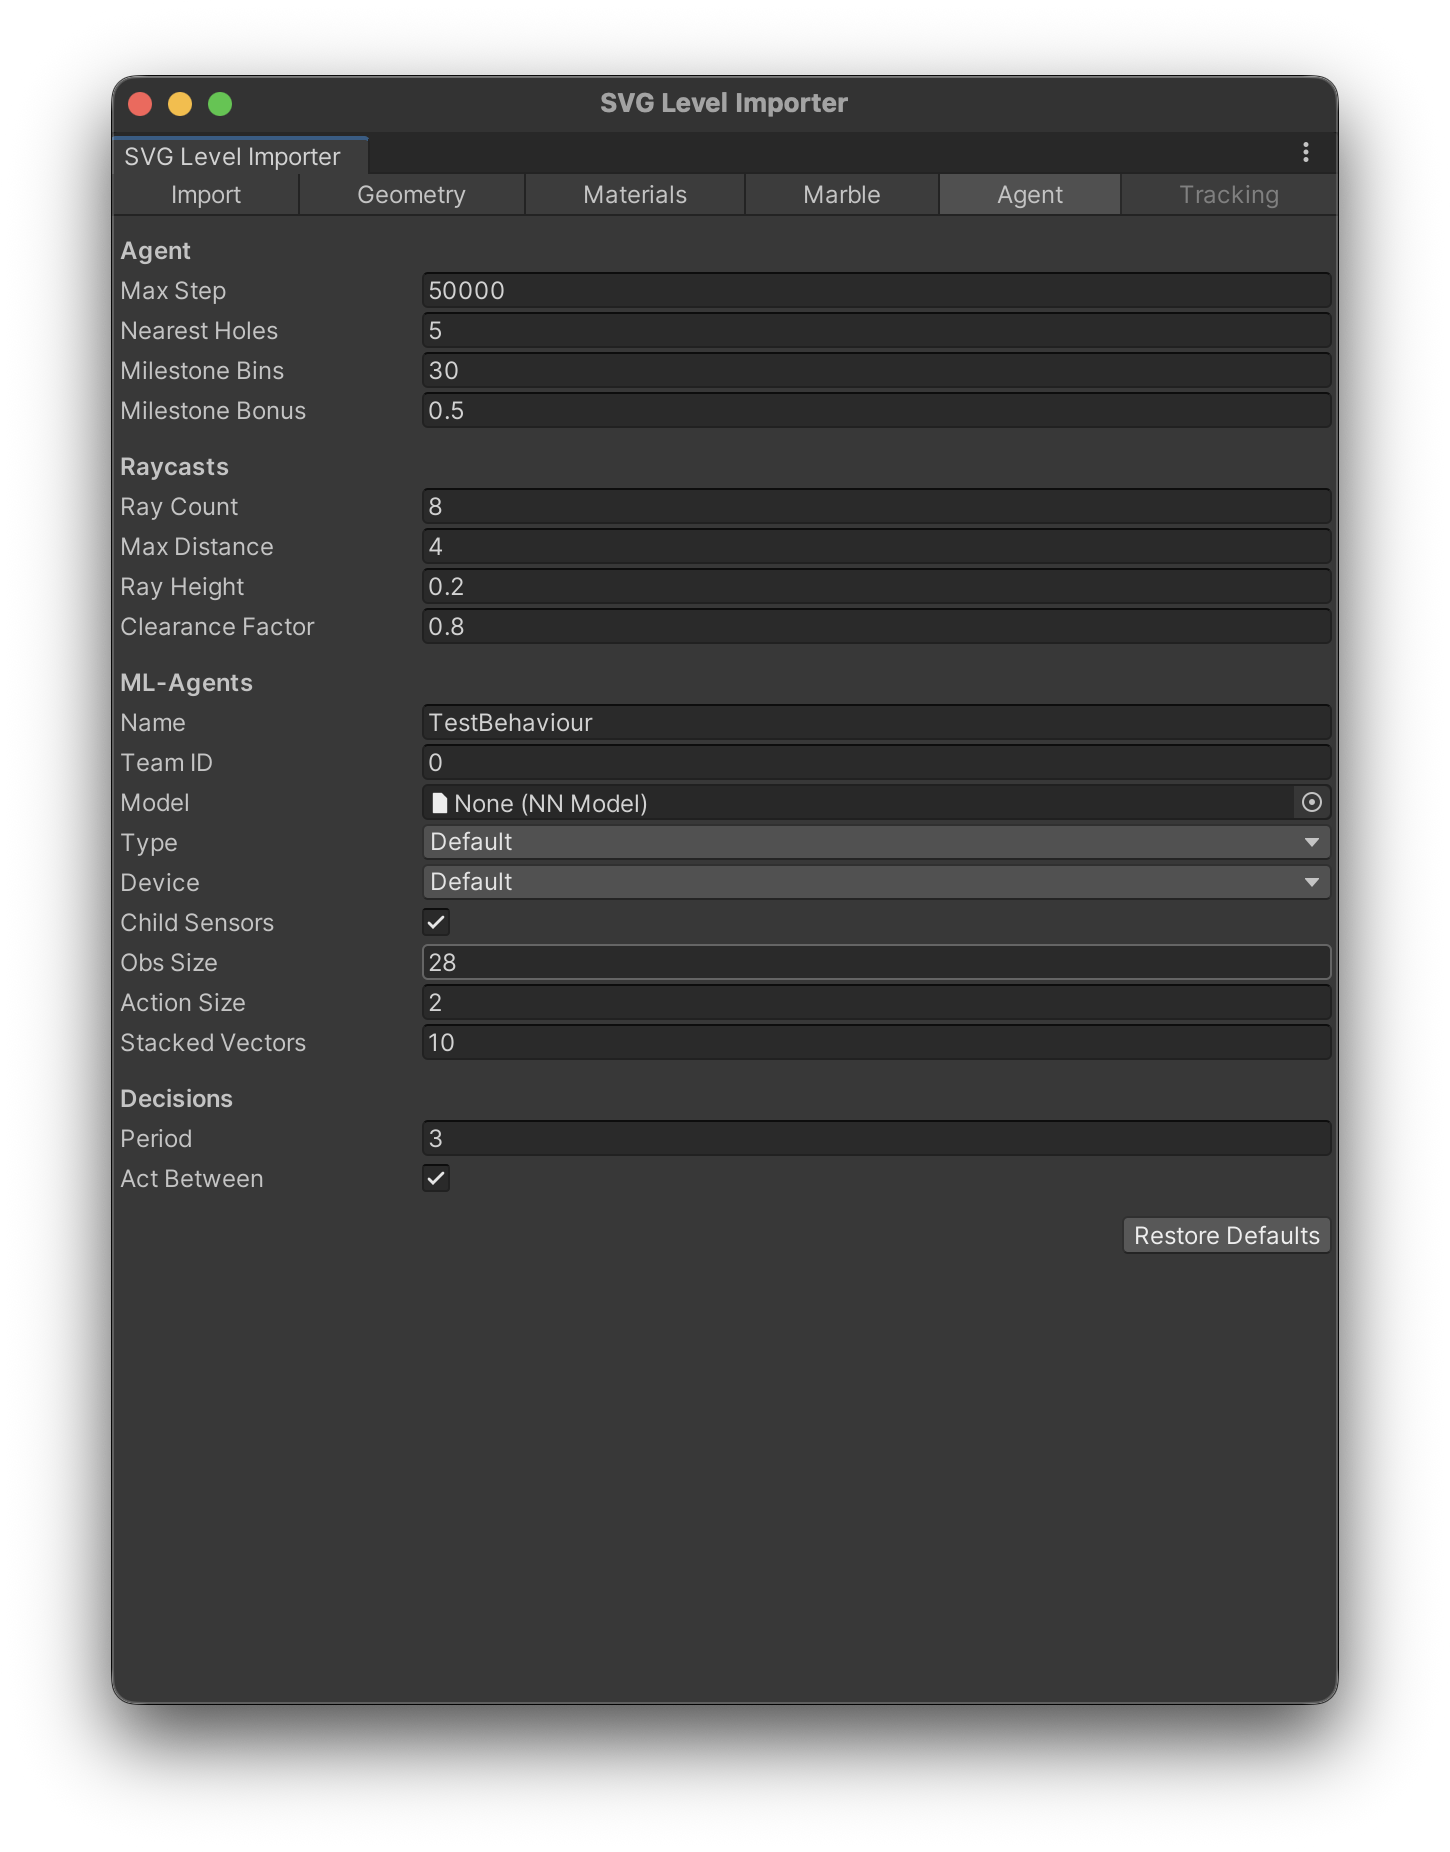 SVG Level Importer
SVG Level Importer
Import Geometry Materials Marble Agent Tracking
Agent
Max Step 50000
Nearest Holes 5
Milestone Bins 30
Milestone Bonus 0.5
Raycasts
Ray Count 8
Max Distance 4
Ray Height 0.2
Clearance Factor 0.8
ML-Agents
Name TestBehaviour
Team ID 0
Model None (NN Model)
Type Default
Device Default
Child Sensors
Obs Size 28
Action Size 2
Stacked Vectors 10
Decisions
Period 3
Act Between
Restore Defaults